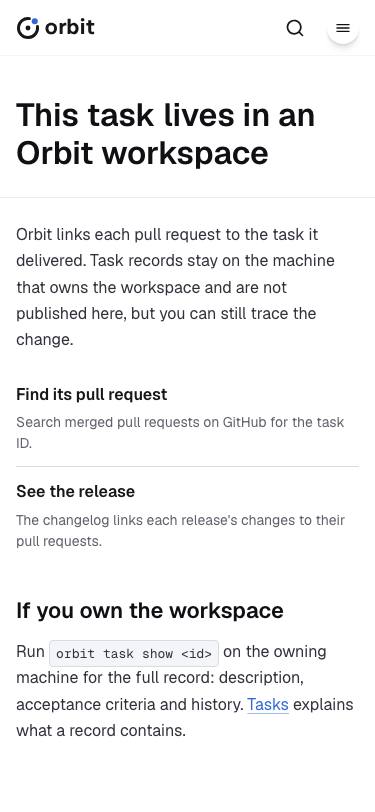 orbit
This task lives in an
Orbit workspace
Orbit links each pull request to the task it
delivered. Task records stay on the machine
that owns the workspace and are not
published here, but you can still trace the
change.
Find its pull request
Search merged pull requests on GitHub for the task
ID.
See the release
The changelog links each release's changes to their
pull requests.
If you own the workspace
Run orbit task show <id> on the owning
machine for the full record: description,
acceptance criteria and history. Tasks explains
what a record contains.